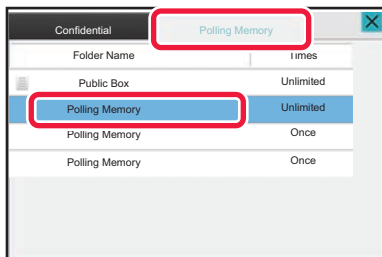 Confidential Polling Memory
Folder Name Times
Public Box Unlimited
Polling Memory Unlimited
Polling Memory Once
Polling Memory Once